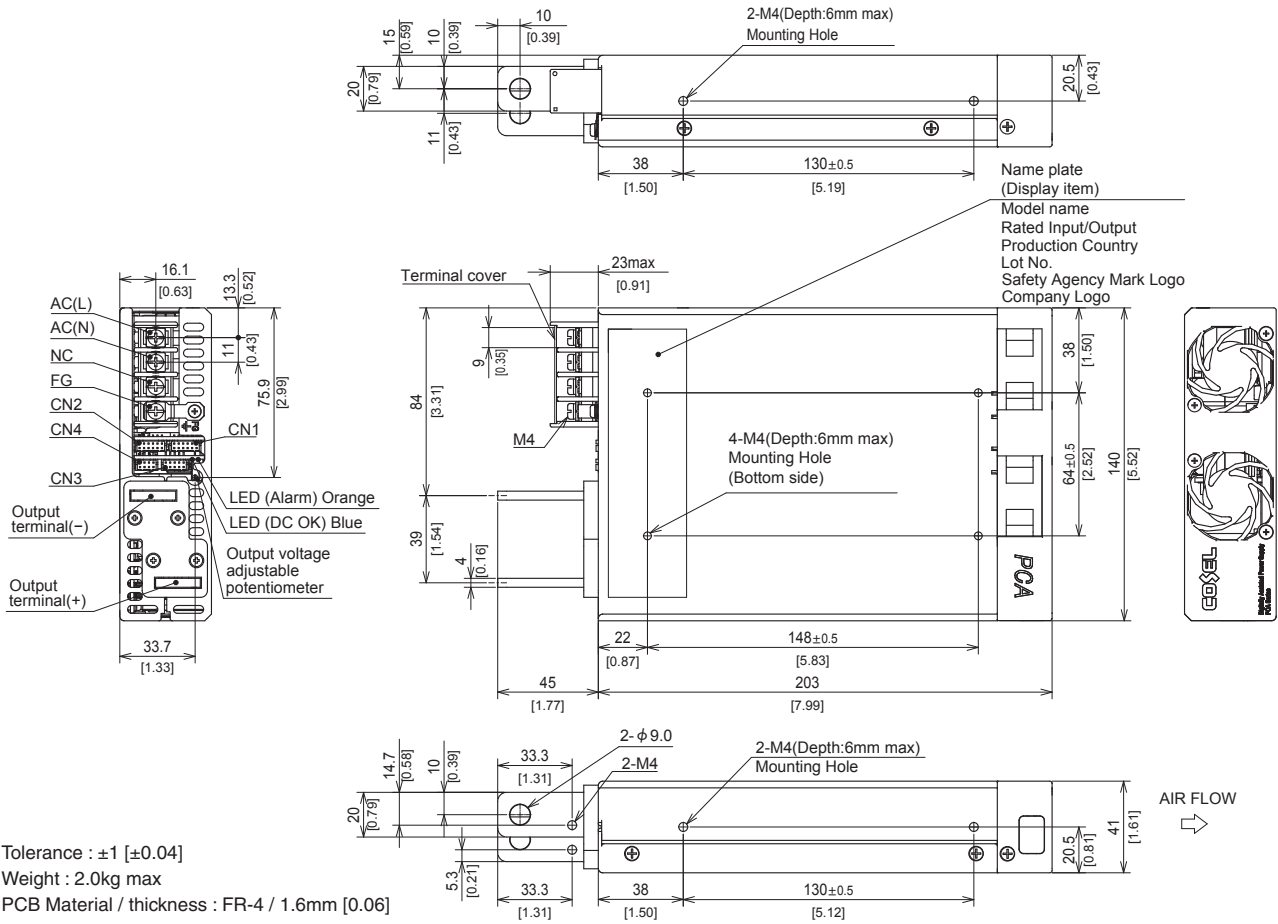 10
[0.39]
15
[0.59]
10
[0.39]
20
[0.79]
11
[0.43]
2-M4(Depth:6mm max)
Mounting Hole
20.5
[0.43]
38
[1.50]
130±0.5
[5.19]
Name plate
(Display item)
Model name
Rated Input/Output
Production Country
Lot No.
Safety Agency Mark Logo
Company Logo
16.1
[0.63]
13.3
[0.52]
11
[0.43]
75.9
[2.99]
AC(L)
AC(N)
NC
FG
CN2
CN4
CN3
CN1
LED (Alarm) Orange
LED (DC OK) Blue
Output
terminal(−)
Output voltage
adjustable
potentiometer
Output
terminal(+)
33.7
[1.33]
Terminal cover
23max
[0.91]
9
[0.35]
84
[3.31]
M4
39
[1.54]
4
[0.16]
4-M4(Depth:6mm max)
Mounting Hole
(Bottom side)
38
[1.50]
64±0.5
[2.52]
140
[5.52]
PCA
22
[0.87]
148±0.5
[5.83]
45
[1.77]
203
[7.99]
COSEL
Digitally Assisted Power Supply
PCA Series
2-ϕ9.0
2-M4
33.3
[1.31]
14.7
[0.58]
10
[0.39]
20
[0.79]
5.3
[0.21]
33.3
[1.31]
2-M4(Depth:6mm max)
Mounting Hole
38
[1.50]
130±0.5
[5.12]
20.5
[0.81]
41
[1.61]
AIR FLOW
Tolerance : ±1 [±0.04]
Weight : 2.0kg max
PCB Material / thickness : FR-4 / 1.6mm [0.06]